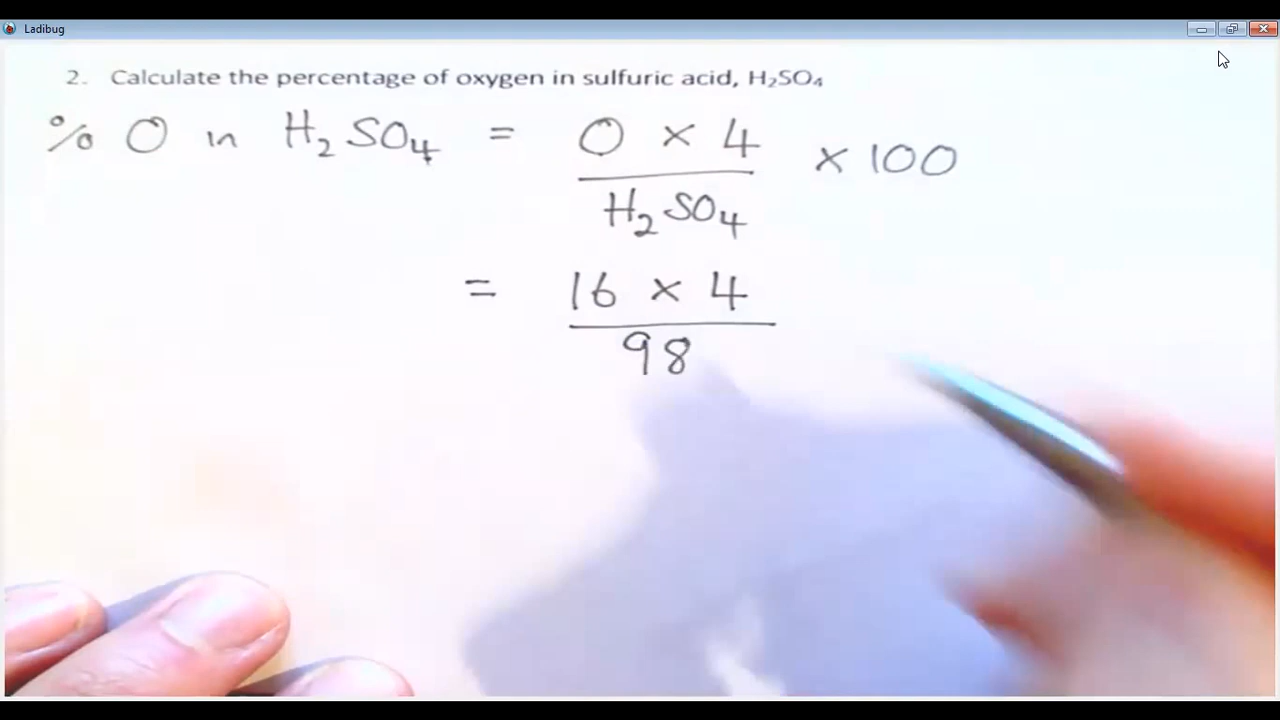 Ladibug
2. Calculate the percentage of oxygen in sulfuric acid, H₂SO₄
% O in H₂SO₄ = O × 4 × 100
H₂SO₄
= 16 × 4
98